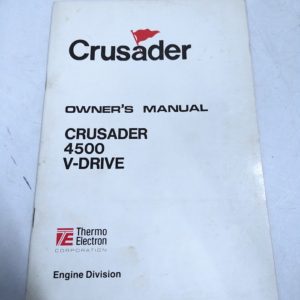 Crusader
OWNER'S MANUAL
CRUSADER
4500
V-DRIVE
TE
Thermo
Electron
CORPORATION
Engine Division